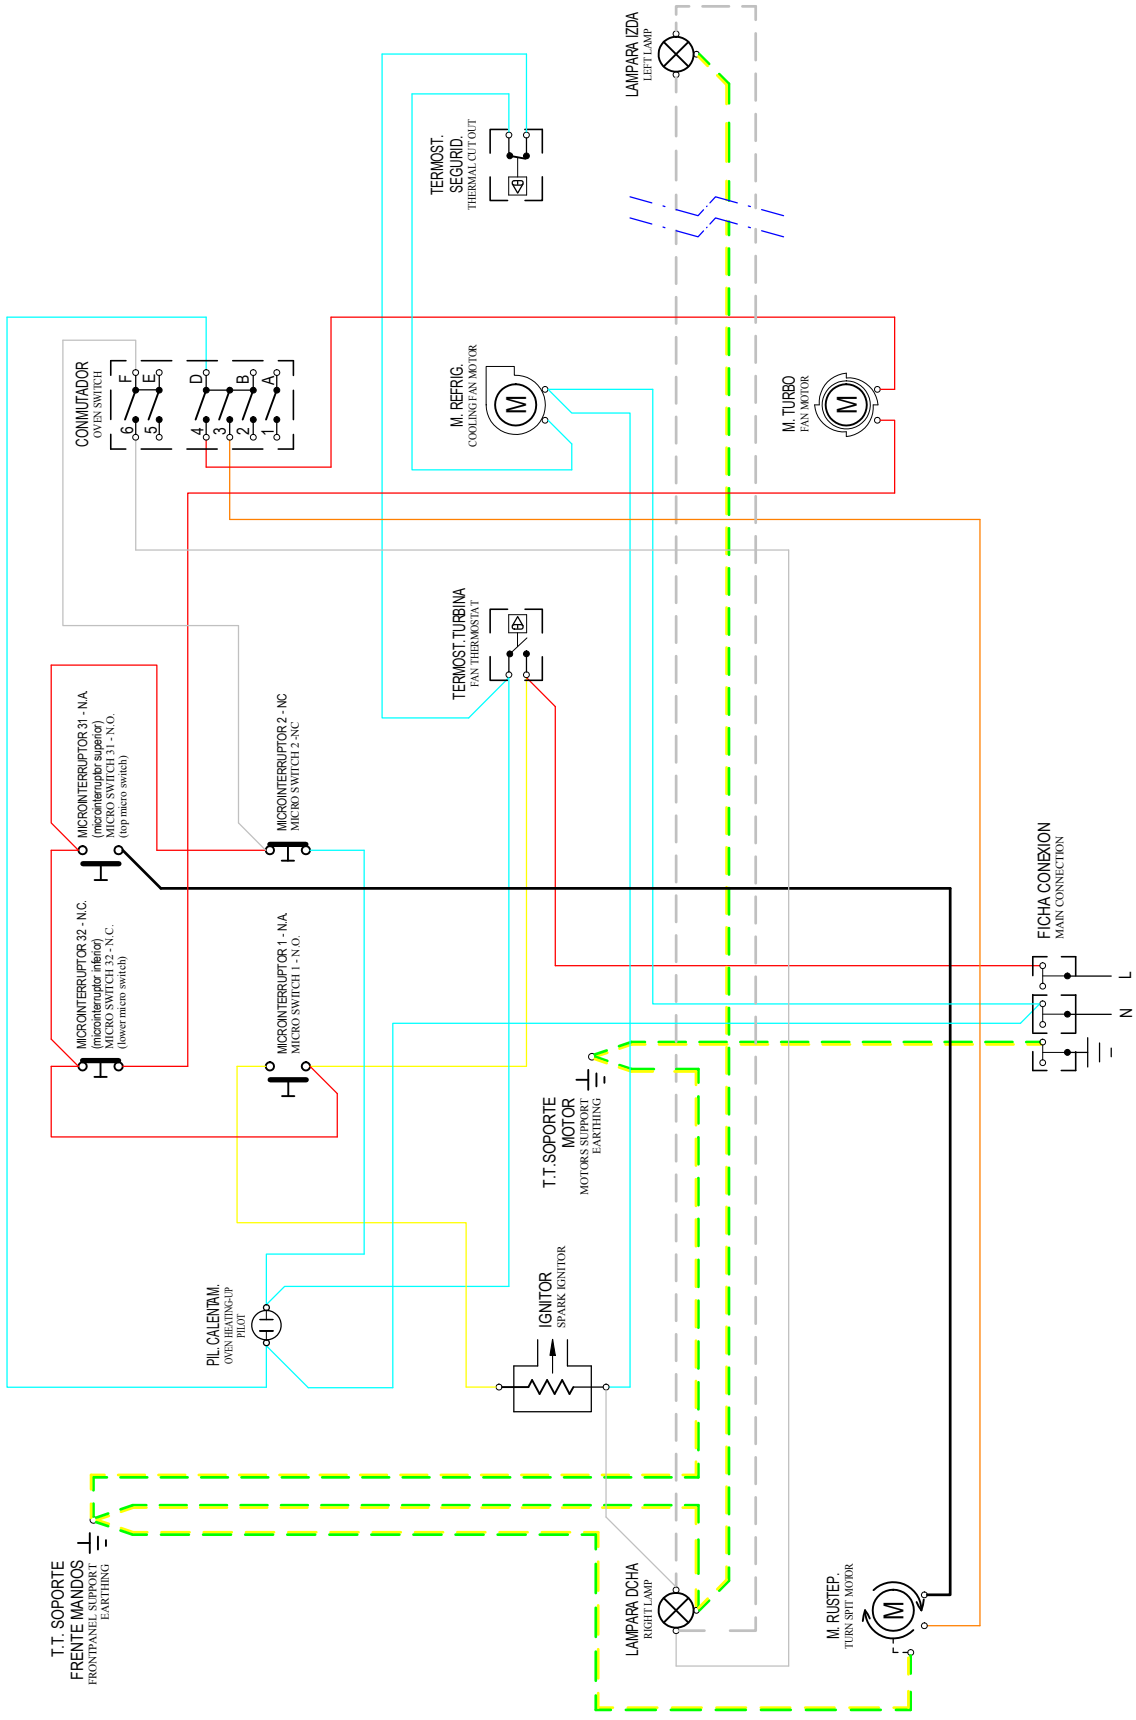 T.T. SOPORTE
FRENTE MANDOS
FRONTPANEL SUPPORT
EARTHING
PIL. CALENTAM.
OVEN HEATING-UP
PILOT
MICROINTERRUPTOR 32 - N.C.
(microinterruptor inferior)
MICRO SWITCH 32 - N.C.
(lower micro switch)
MICROINTERRUPTOR 31 - N.A.
(microinterruptor superior)
MICRO SWITCH 31 - N.O.
(top micro switch)
MICROINTERRUPTOR 1 - N.A.
MICRO SWITCH 1 - N.O.
MICROINTERRUPTOR 2 - NC
MICRO SWITCH 2 -NC
CONMUTADOR
OVEN SWITCH
6 F
5 E
4 D
3
2 B
1 A
IGNITOR
SPARK IGNITOR
T.T. SOPORTE
MOTOR
MOTORS SUPPORT
EARTHING
TERMOST. TURBINA
FAN THERMOSTAT
M. REFRIG.
COOLING FAN MOTOR
M
TERMOST.
SEGURID.
THERMAL CUT OUT
LAMPARA DCHA
RIGHT LAMP
LAMPARA IZDA
LEFT LAMP
M. RUSTEP.
TURN SPIT MOTOR
M
M. TURBO
FAN MOTOR
M
FICHA CONEXION
MAIN CONNECTION
N
L